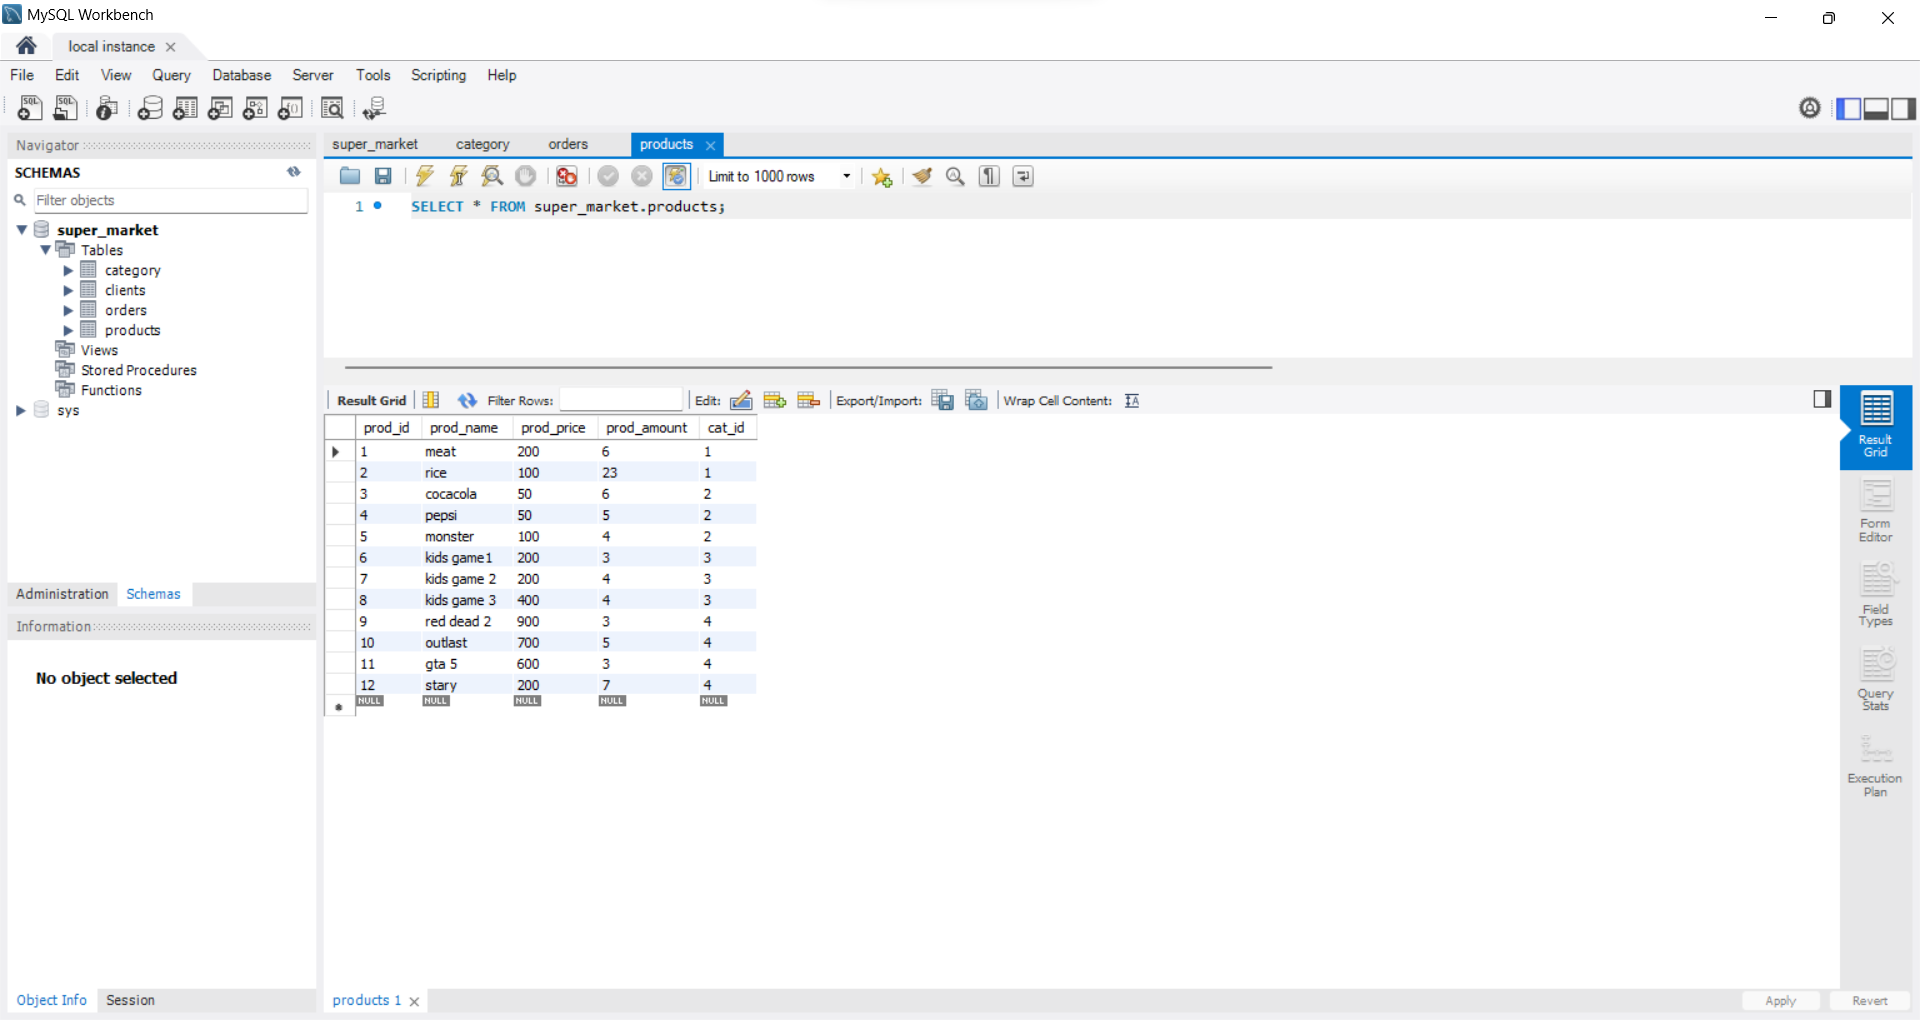 MySQL Workbench
local instance
File Edit View Query Database Server Tools Scripting Help
Navigator
SCHEMAS
Filter objects
super_market
Tables
category
clients
orders
products
Views
Stored Procedures
Functions
sys
Administration Schemas
Information
No object selected
Object Info Session
super_market category orders products
Limit to 1000 rows
1 SELECT * FROM super_market.products;
Result Grid Filter Rows: Edit: Export/Import: Wrap Cell Content:
prod_id prod_name prod_price prod_amount cat_id
1 meat 200 6 1
2 rice 100 23 1
3 cocacola 50 6 2
4 pepsi 50 5 2
5 monster 100 4 2
6 kids game1 200 3 3
7 kids game 2 200 4 3
8 kids game 3 400 4 3
9 red dead 2 900 3 4
10 outlast 700 5 4
11 gta 5 600 3 4
12 stary 200 7 4
NULL NULL NULL NULL NULL
Result
Grid
Form
Editor
Field
Types
Query
Stats
Execution
Plan
products 1
Apply Revert